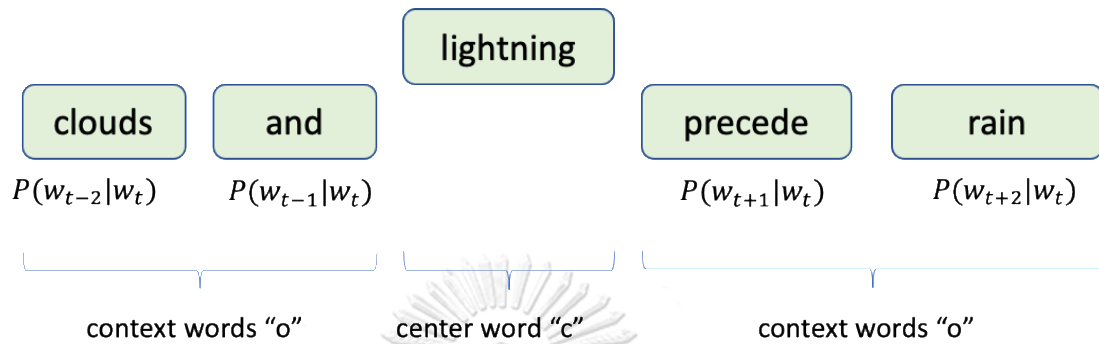 lightning
clouds and precede rain
P(w_{t−2}|w_t) P(w_{t−1}|w_t) P(w_{t+1}|w_t) P(w_{t+2}|w_t)
context words “o” center word “c” context words “o”